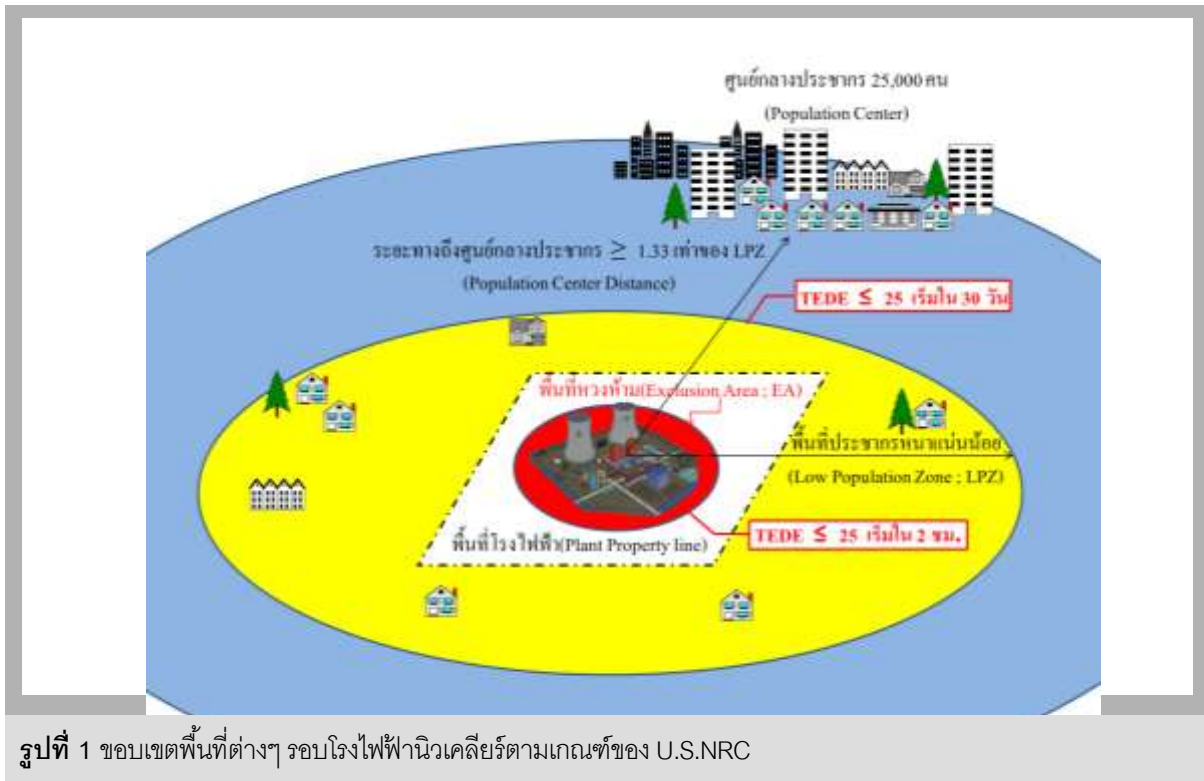 ศูนย์กลางประชากร 25,000 คน
(Population Center)
ระยะทางถึงศูนย์กลางประชากร ≥ 1.33 เท่าของ LPZ
(Population Center Distance)
TEDE ≤ 25 เร็มใน 30 วัน
พื้นที่หวงห้าม(Exclusion Area ; EA)
พื้นที่ประชากรหนาแน่นน้อย
(Low Population Zone ; LPZ)
TEDE ≤ 25 เร็มใน 2 ชม.
พื้นที่โรงไฟฟ้า(Plant Property line)
รูปที่ 1 ขอบเขตพื้นที่ต่างๆ รอบโรงไฟฟ้านิวเคลียร์ตามเกณฑ์ของ U.S.NRC